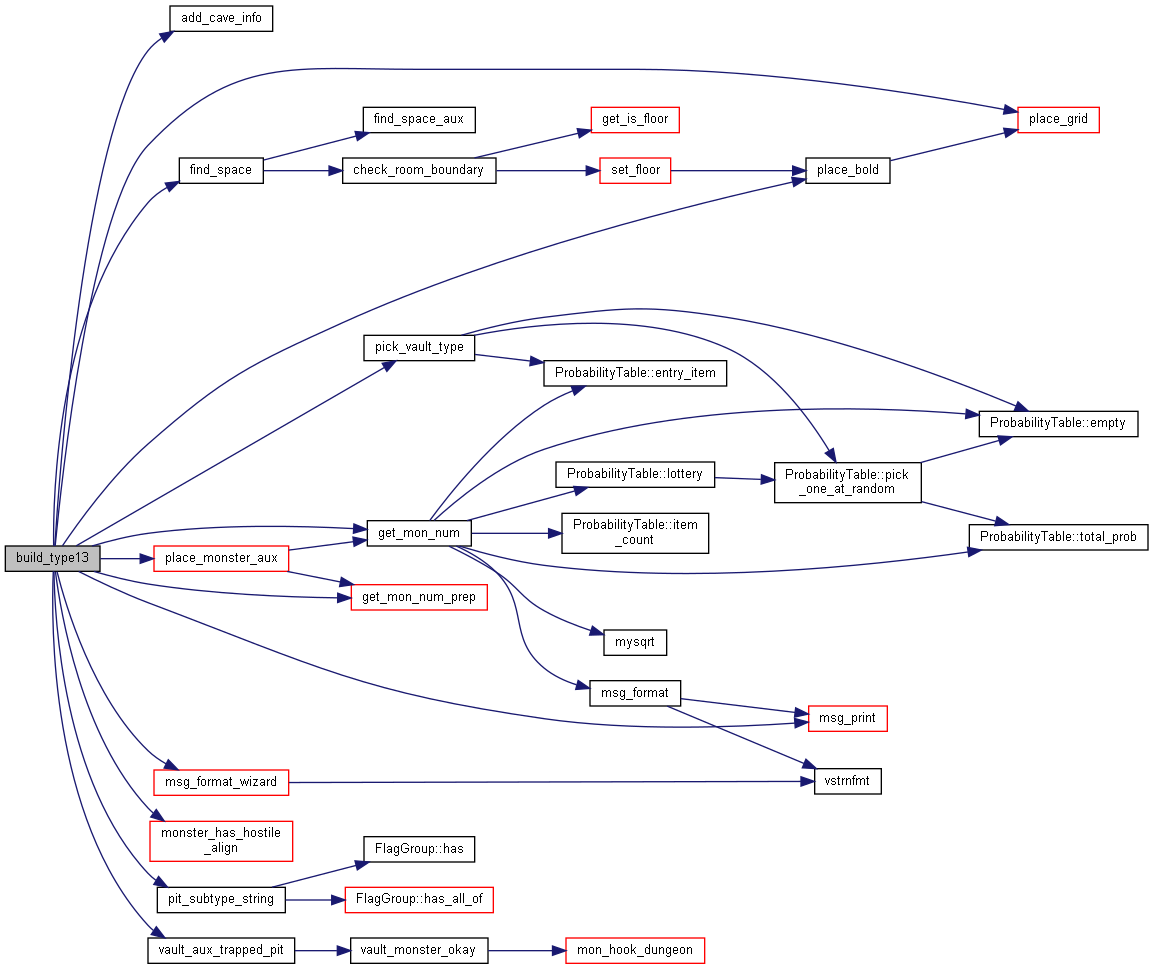 add_cave_info
find_space_aux
get_is_floor
place_grid
find_space
check_room_boundary
set_floor
place_bold
pick_vault_type
ProbabilityTable::entry_item
ProbabilityTable::empty
ProbabilityTable::lottery
ProbabilityTable::pick
_one_at_random
get_mon_num
ProbabilityTable::item
_count
ProbabilityTable::total_prob
build_type13
place_monster_aux
get_mon_num_prep
mysqrt
msg_format
msg_print
msg_format_wizard
vstrnfmt
monster_has_hostile
_align
FlagGroup::has
pit_subtype_string
FlagGroup::has_all_of
vault_aux_trapped_pit
vault_monster_okay
mon_hook_dungeon